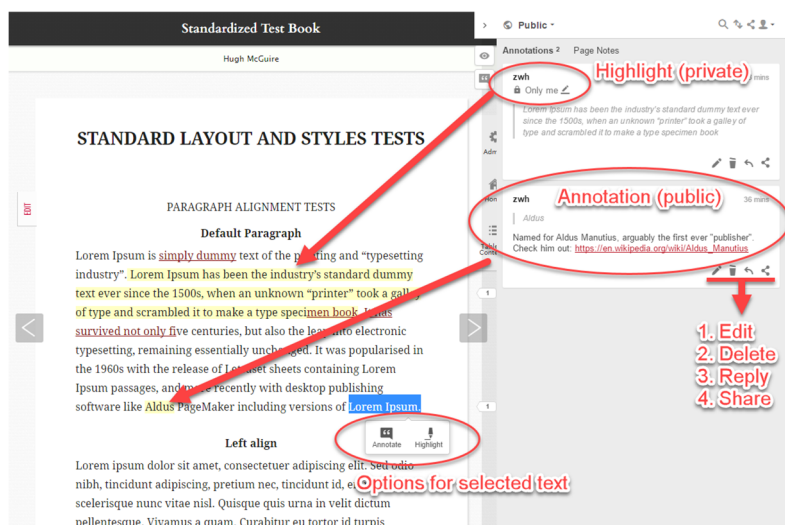 Standardized Test Book
Hugh McGuire
STANDARD LAYOUT AND STYLES TESTS
EDIT
PARAGRAPH ALIGNMENT TESTS
Default Paragraph
Lorem Ipsum is simply dummy text of the printing and “typesetting
industry”. Lorem Ipsum has been the industry’s standard dummy
text ever since the 1500s, when an unknown “printer” took a galley
of type and scrambled it to make a type specimen book. It has
survived not only five centuries, but also the leap into electronic
typesetting, remaining essentially unchanged. It was popularised in
the 1960s with the release of Letraset sheets containing Lorem
Ipsum passages, and more recently with desktop publishing
software like Aldus PageMaker including versions of Lorem Ipsum.
Annotate Highlight
Options for selected text
Left align
Lorem ipsum dolor sit amet, consectetuer adipiscing elit. Sed odio
nibh, tincidunt adipiscing, pretium nec, tincidunt id,
scelerisque nunc vitae nisl. Quisque quis urna in velit dictum
pellentesque. Vivamus a quam. Curabitur eu tortor id turpis
1
1
Public
Annotations 2 Page Notes
zwh
mins
Only me
Highlight (private)
Lorem Ipsum has been the industry's standard dummy text ever
since the 1500s, when an unknown "printer" took a galley of
type and scrambled it to make a type specimen book
zwh
36 mins
Annotation (public)
Aldus
Named for Aldus Manutius, arguably the first ever "publisher".
Check him out: https://en.wikipedia.org/wiki/Aldus_Manutius
1. Edit
2. Delete
3. Reply
4. Share